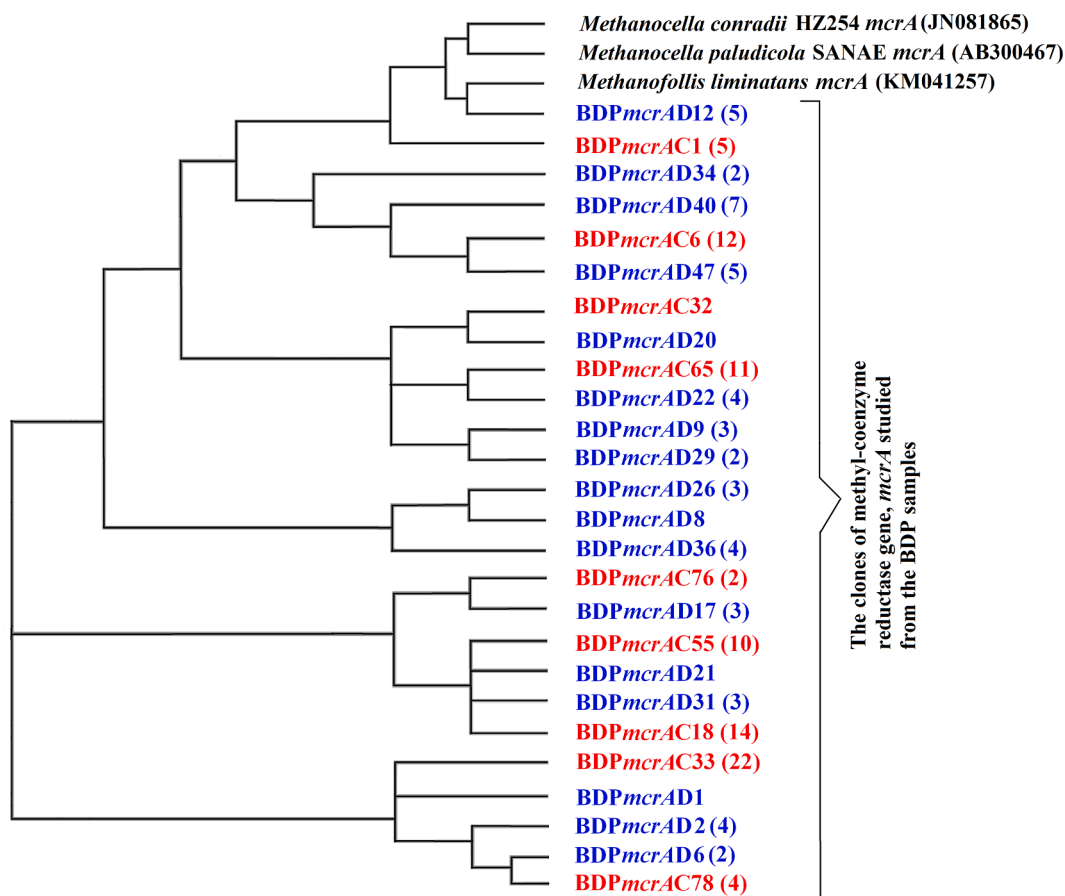 Methanocella conradii HZ254 mcrA (JN081865)
Methanocella paludicola SANAE mcrA (AB300467)
Methanofollis liminatans mcrA (KM041257)
BDPmcrAD12 (5)
BDPmcrAC1 (5)
BDPmcrAD34 (2)
BDPmcrAD40 (7)
BDPmcrAC6 (12)
BDPmcrAD47 (5)
BDPmcrAC32
BDPmcrAD20
BDPmcrAC65 (11)
BDPmcrAD22 (4)
BDPmcrAD9 (3)
BDPmcrAD29 (2)
BDPmcrAD26 (3)
BDPmcrAD8
BDPmcrAD36 (4)
BDPmcrAC76 (2)
BDPmcrAD17 (3)
BDPmcrAC55 (10)
BDPmcrAD21
BDPmcrAD31 (3)
BDPmcrAC18 (14)
BDPmcrAC33 (22)
BDPmcrAD1
BDPmcrAD2 (4)
BDPmcrAD6 (2)
BDPmcrAC78 (4)
The clones of methyl-coenzyme
reductase gene, mcrA studied
from the BDP samples